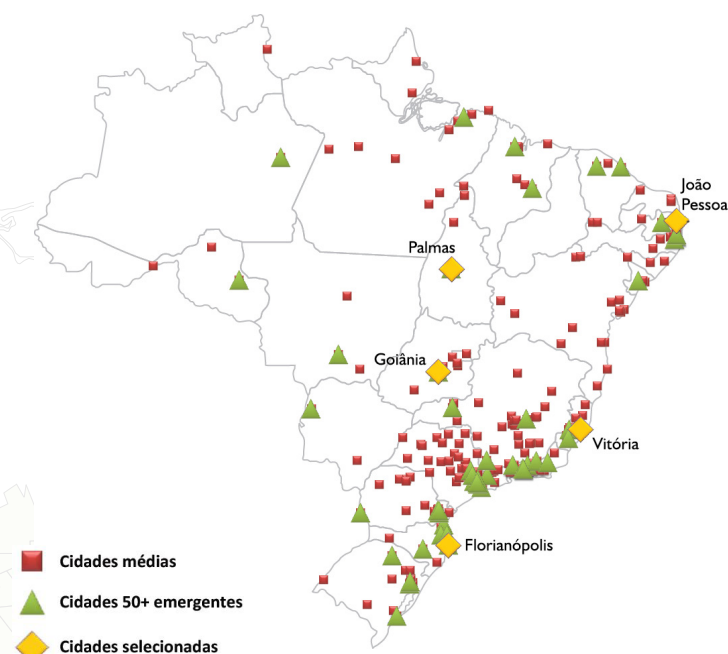 João
Pessoa
Palmas
Goiânia
Vitória
Florianópolis
Cidades médias
Cidades 50+ emergentes
Cidades selecionadas